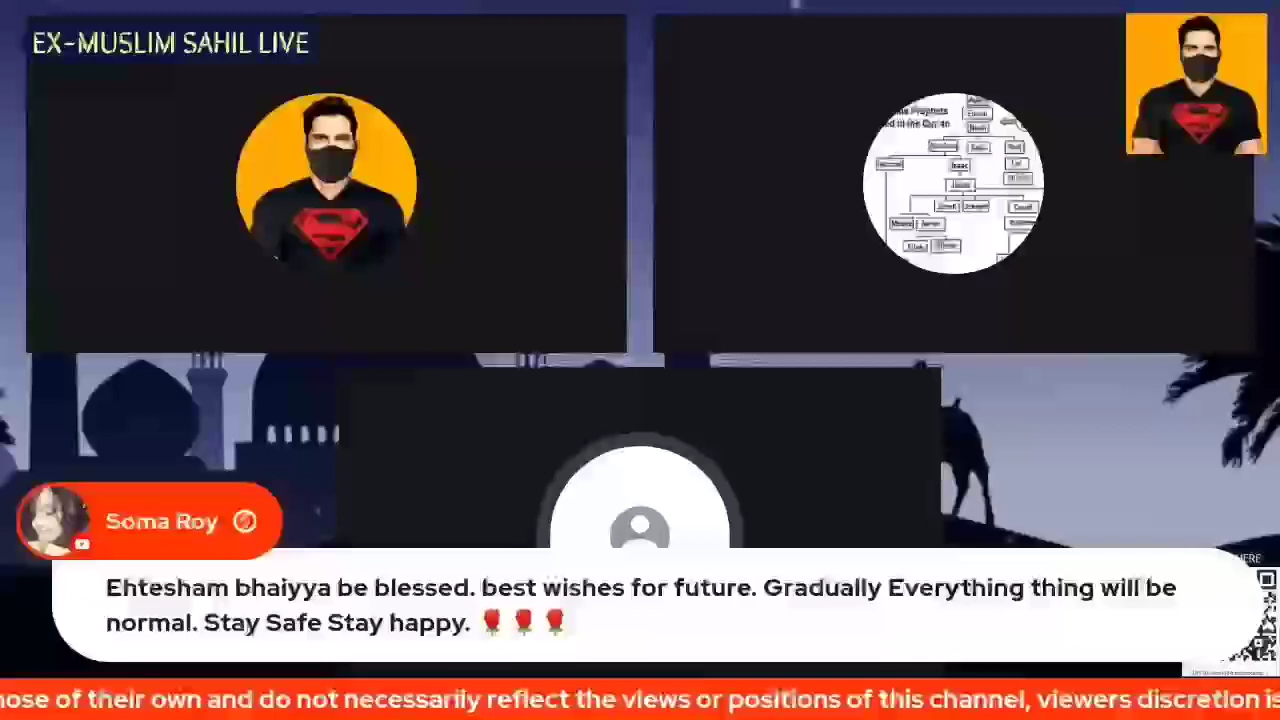 EX-MUSLIM SAHIL LIVE
Isaac
Soma Roy
Ehtesham bhaiyya be blessed. best wishes for future. Gradually Everything thing will be
normal. Stay Safe Stay happy. 🌹 🌹 🌹
HERE
hose of their own and do not necessarily reflect the views or positions of this channel, viewers discretion is